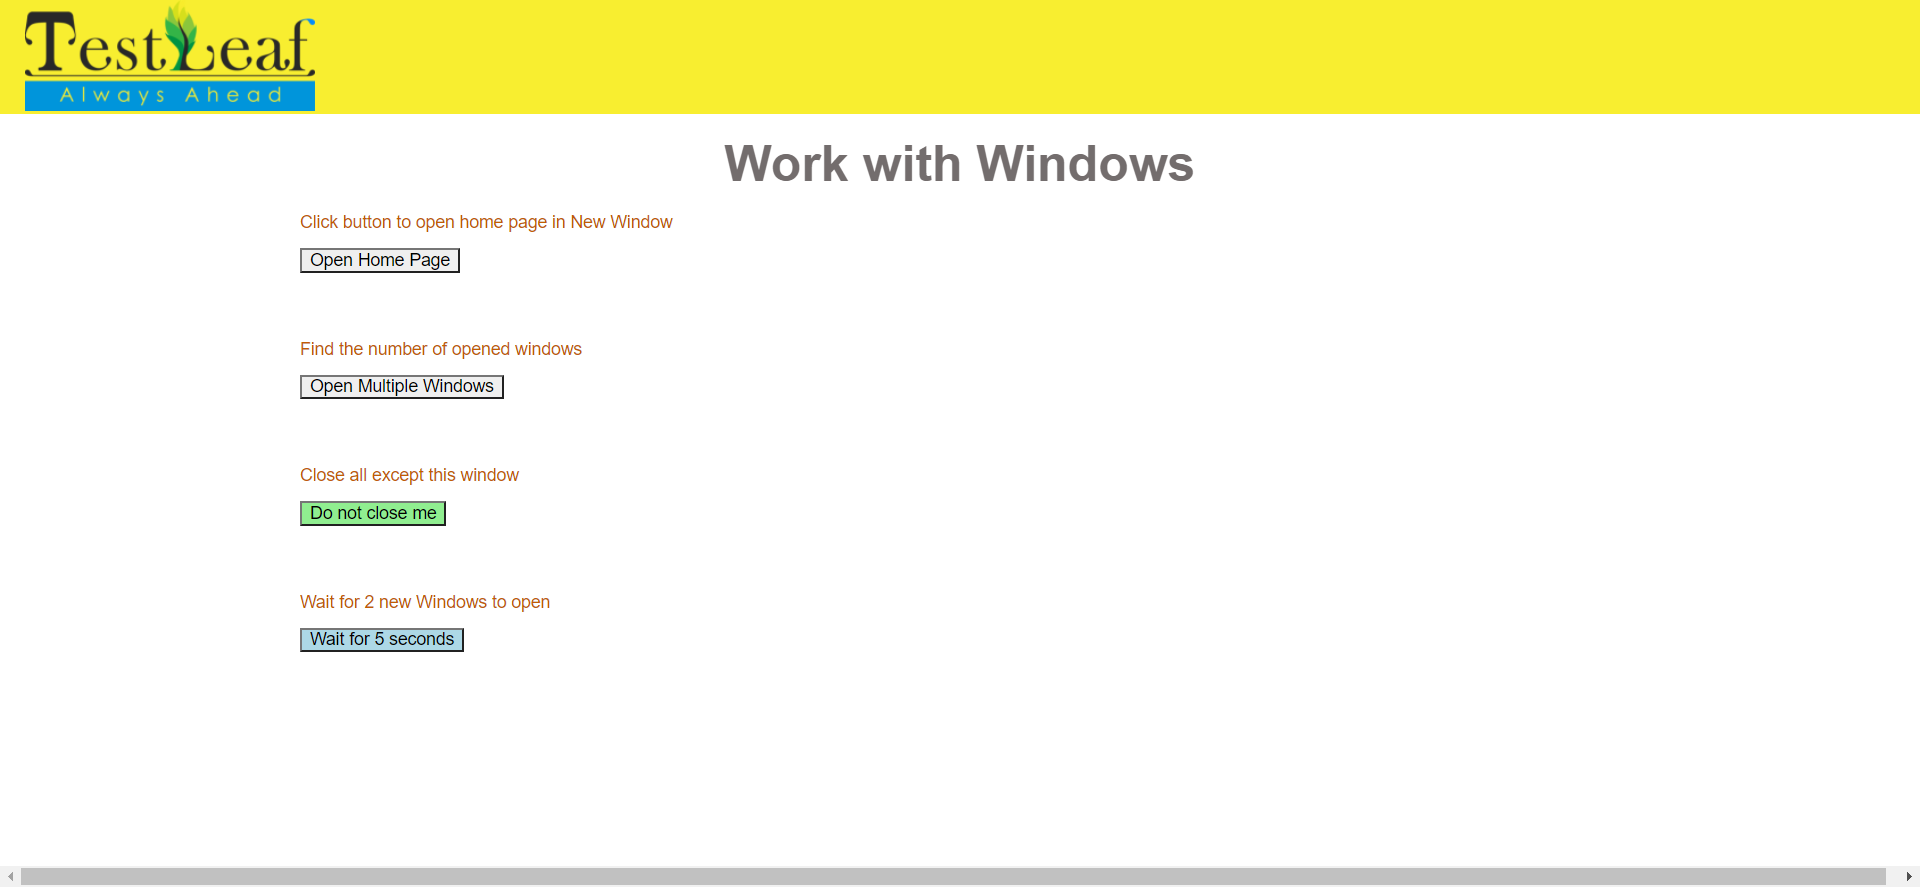 TestLeaf
Always Ahead
Work with Windows
Click button to open home page in New Window
Open Home Page
Find the number of opened windows
Open Multiple Windows
Close all except this window
Do not close me
Wait for 2 new Windows to open
Wait for 5 seconds